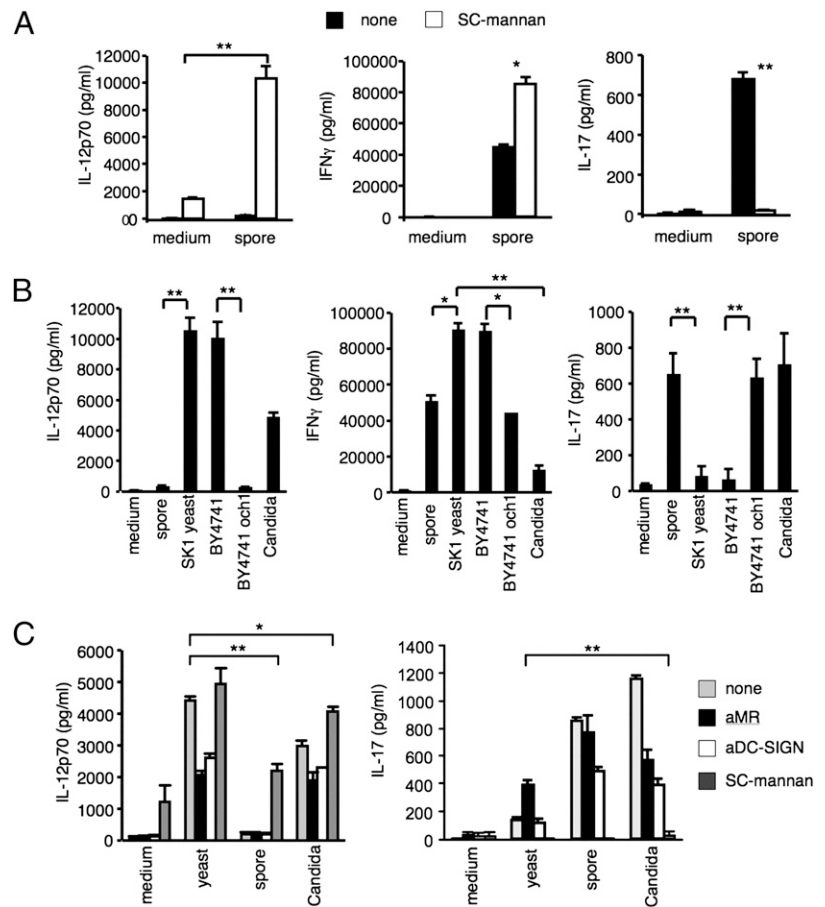 A
none
SC-mannan
IL-12p70 (pg/ml)
12000
10000
8000
6000
4000
2000
00
**
medium
spore
IFNγ (pg/ml)
100000
80000
60000
40000
20000
0
*
medium
spore
IL-17 (pg/ml)
800
600
400
200
0
**
medium
spore
B
IL-12p70 (pg/ml)
12000
10000
8000
6000
4000
2000
0
**
**
medium
spore
SK1 yeast
BY4741
BY4741 och1
Candida
IFNγ (pg/ml)
100000
80000
60000
40000
20000
0
*
**
*
medium
spore
SK1 yeast
BY4741
BY4741 och1
Candida
IL-17 (pg/ml)
1000
800
600
400
200
0
**
**
medium
spore
SK1 yeast
BY4741
BY4741 och1
Candida
C
IL-12p70 (pg/ml)
6000
5000
4000
3000
2000
1000
0
*
**
medium
yeast
spore
Candida
IL-17 (pg/ml)
1400
1200
1000
800
600
400
200
0
**
medium
yeast
spore
Candida
none
aMR
aDC-SIGN
SC-mannan